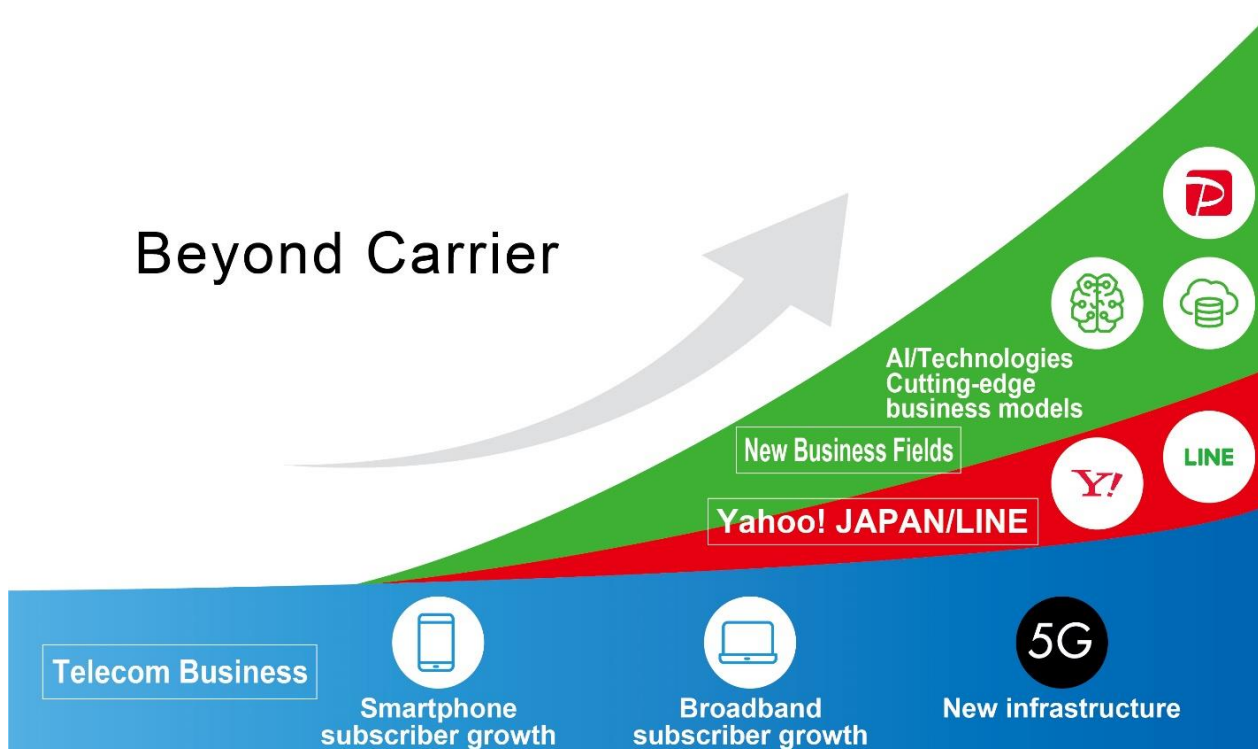 Beyond Carrier
P
AI/Technologies
Cutting-edge
business models
New Business Fields
LINE
Y!
Yahoo! JAPAN/LINE
5G
Telecom Business
Smartphone
subscriber growth
Broadband
subscriber growth
New infrastructure